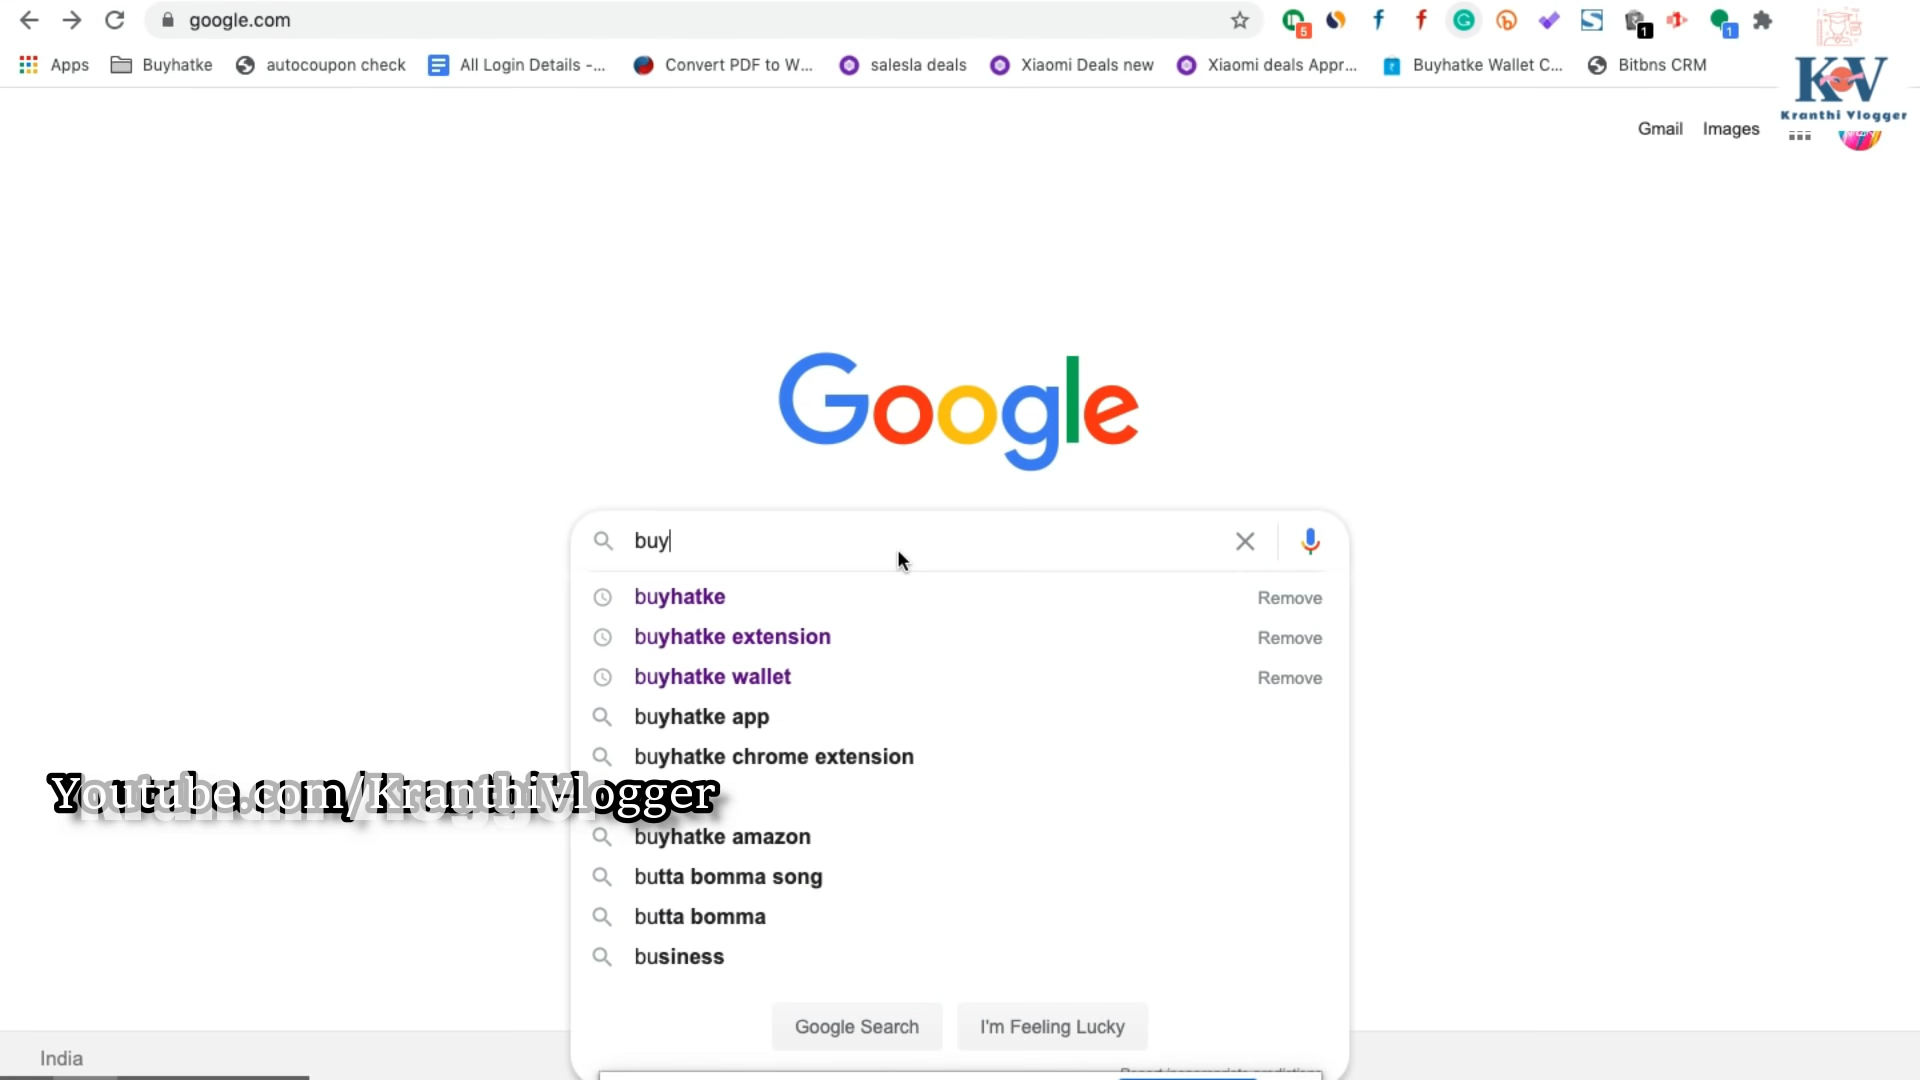 google.com
5
1
1
Apps
Buyhatke
autocoupon check
All Login Details -...
Convert PDF to W...
salesla deals
Xiaomi Deals new
Xiaomi deals Appr...
Buyhatke Wallet C...
Bitbns CRM
KV
Kranthi Vlogger
Gmail
Images
Google
buy
buyhatke
Remove
buyhatke extension
Remove
buyhatke wallet
Remove
buyhatke app
buyhatke chrome extension
Youtube.com/KranthiVlogger
buyhatke amazon
butta bomma song
butta bomma
business
Google Search
I'm Feeling Lucky
India